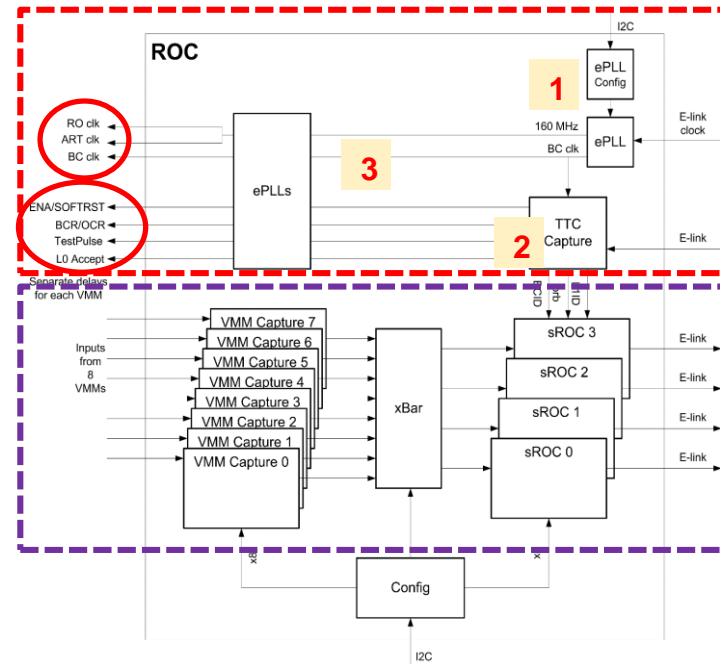 I2C
ROC
1
ePLL
Config
RO clk
ART clk
BC clk
160 MHz
BC clk
ePLL
E-link
clock
3
ePLLs
ENA/SOFTRST
BCR/OCR
TestPulse
L0 Accept
2
TTC
Capture
E-link
Separate delays
for each VMM
BCID
Inputs
from
8
VMMs
VMM Capture 7
VMM Capture 6
VMM Capture 5
VMM Capture 4
VMM Capture 3
VMM Capture 2
VMM Capture 1
VMM Capture 0
xBar
sROC 3
sROC 2
sROC 1
sROC 0
E-link
E-link
E-link
E-link
Config
I2C